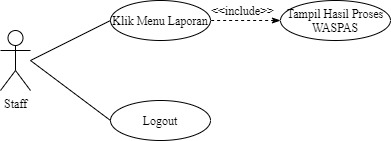 Klik Menu Laporan
<<include>>
Tampil Hasil Proses
WASPAS
Staff
Logout